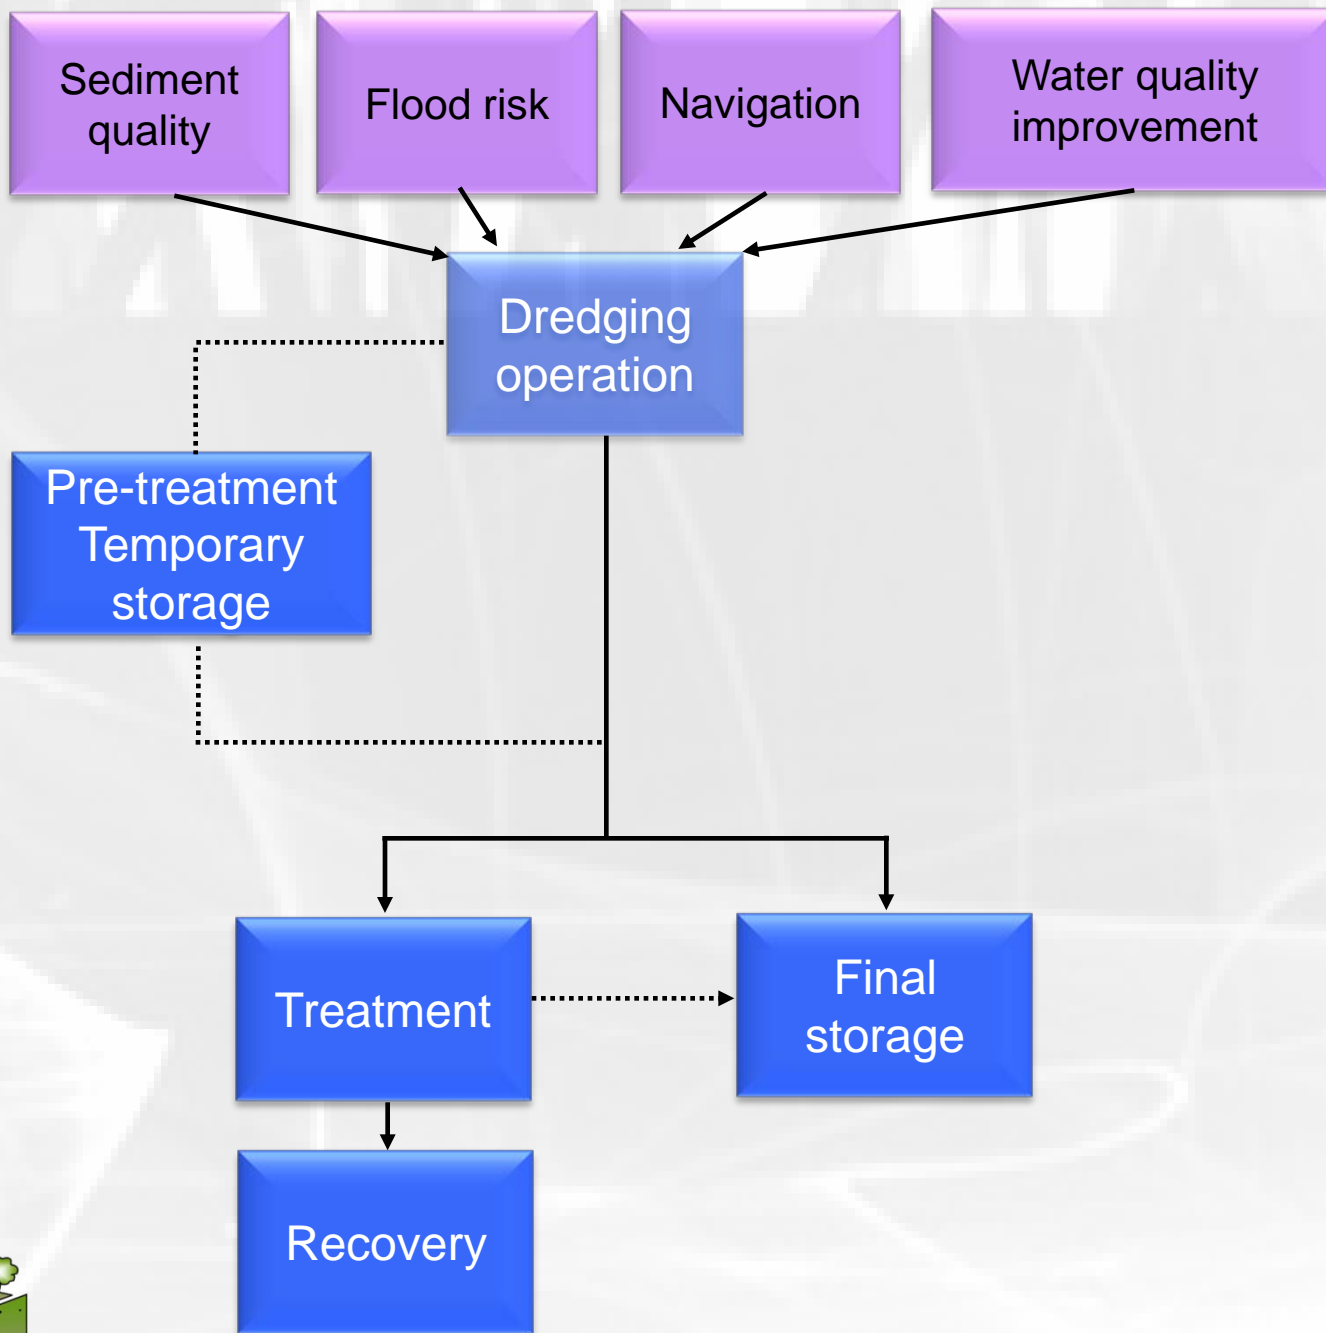 Sediment
quality
Flood risk
Navigation
Water quality
improvement
Dredging
operation
Pre-treatment
Temporary
storage
Treatment
Final
storage
Recovery